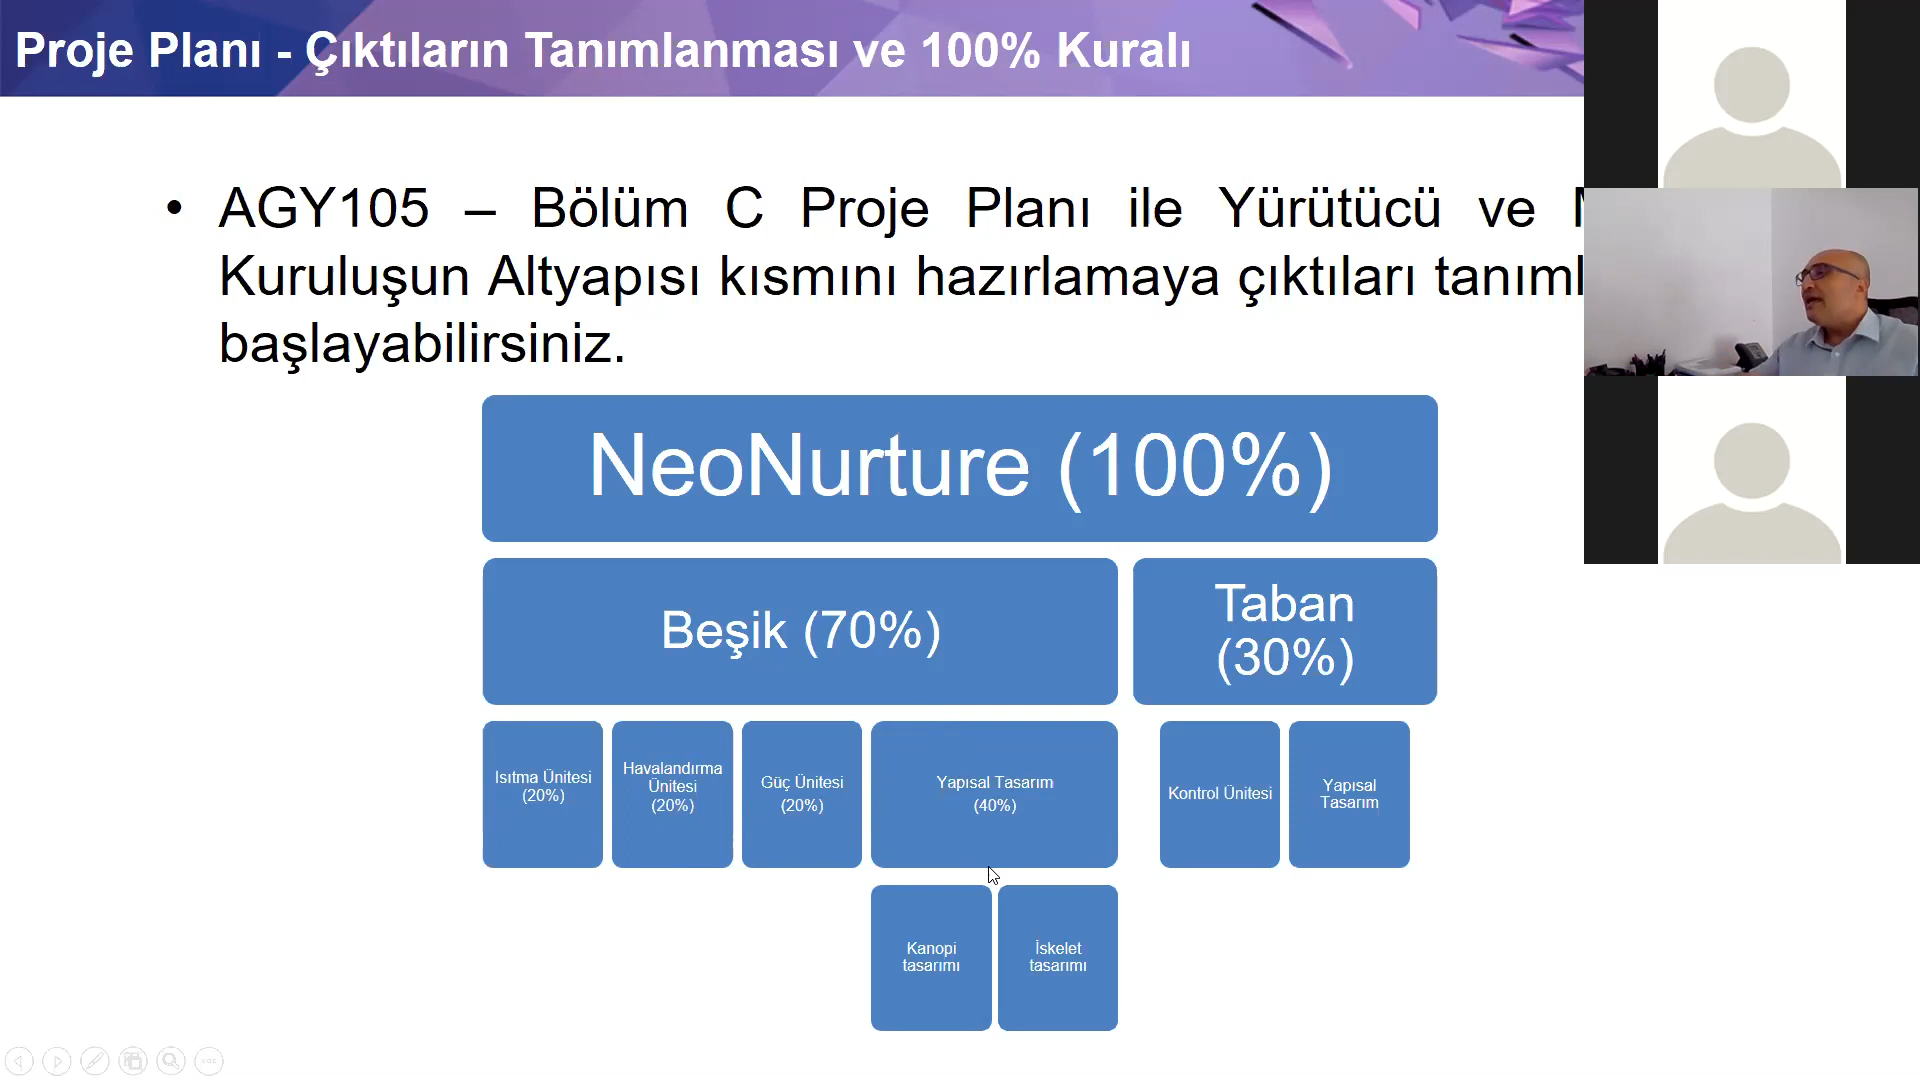 Proje Planı - Çıktıların Tanımlanması ve 100% Kuralı
• AGY105 – Bölüm C Proje Planı ile Yürütücü ve
Kuruluşun Altyapısı kısmını hazırlamaya çıktıları
başlayabilirsiniz.
NeoNurture (100%)
Beşik (70%)
Taban
(30%)
Isıtma Ünitesi
(20%)
Havalandırma
Ünitesi
(20%)
Güç Ünitesi
(20%)
Yapısal Tasarım
(40%)
Kontrol Ünitesi
Yapısal
Tasarım
Kanopi
tasarımı
İskelet
tasarımı